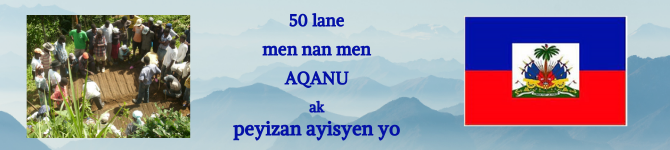 50 lane
men nan men
AQANU
ak
peyizan ayisyen yo